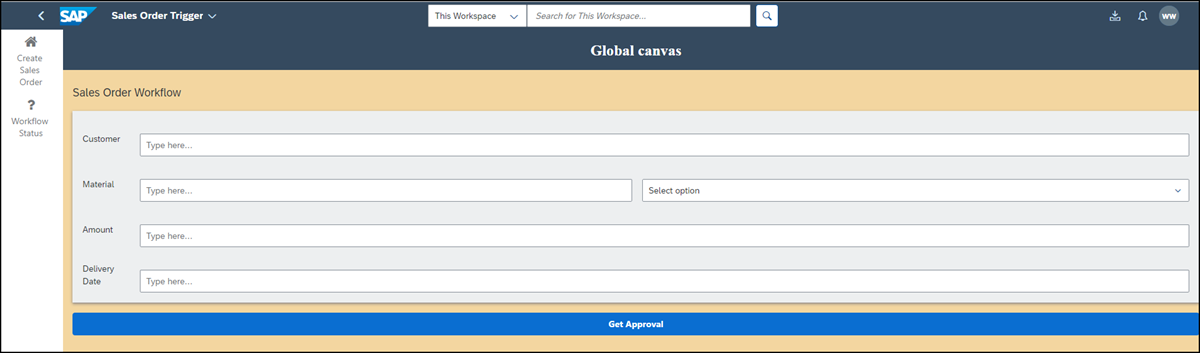 SAP Sales Order Trigger This Workspace Search for This Workspace... WW
Global canvas
Create
Sales
Order
?
Workflow
Status
Sales Order Workflow
Customer Type here...
Material Type here... Select option
Amount Type here...
Delivery
Date Type here...
Get Approval